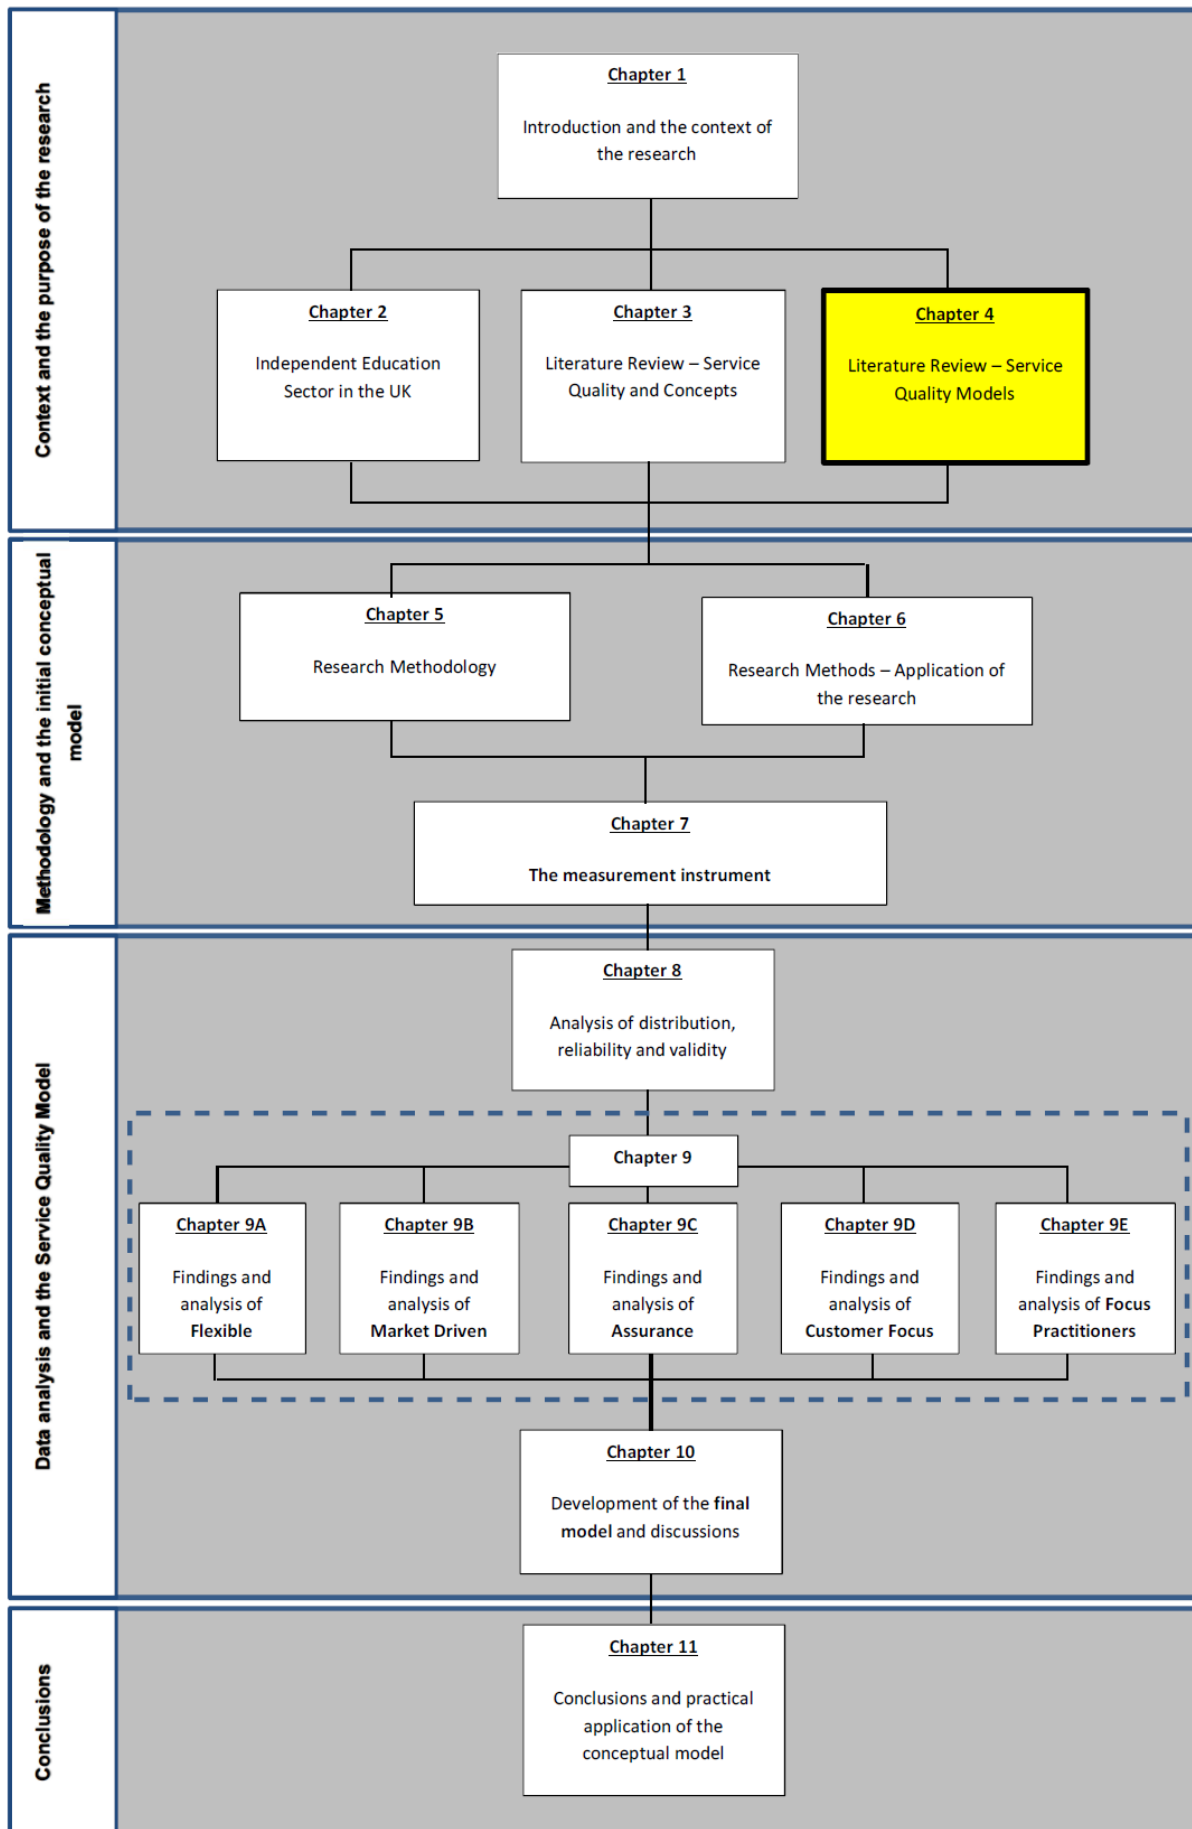 Context and the purpose of the research
Chapter 1
Introduction and the context of
the research
Chapter 2
Independent Education
Sector in the UK
Chapter 3
Literature Review – Service
Quality and Concepts
Chapter 4
Literature Review – Service
Quality Models
Methodology and the initial conceptual
model
Chapter 5
Research Methodology
Chapter 6
Research Methods – Application of
the research
Chapter 7
The measurement instrument
Data analysis and the Service Quality Model
Chapter 8
Analysis of distribution,
reliability and validity
Chapter 9
Chapter 9A
Findings and
analysis of
Flexible
Chapter 9B
Findings and
analysis of
Market Driven
Chapter 9C
Findings and
analysis of
Assurance
Chapter 9D
Findings and
analysis of
Customer Focus
Chapter 9E
Findings and
analysis of Focus
Practitioners
Chapter 10
Development of the final
model and discussions
Conclusions
Chapter 11
Conclusions and practical
application of the
conceptual model